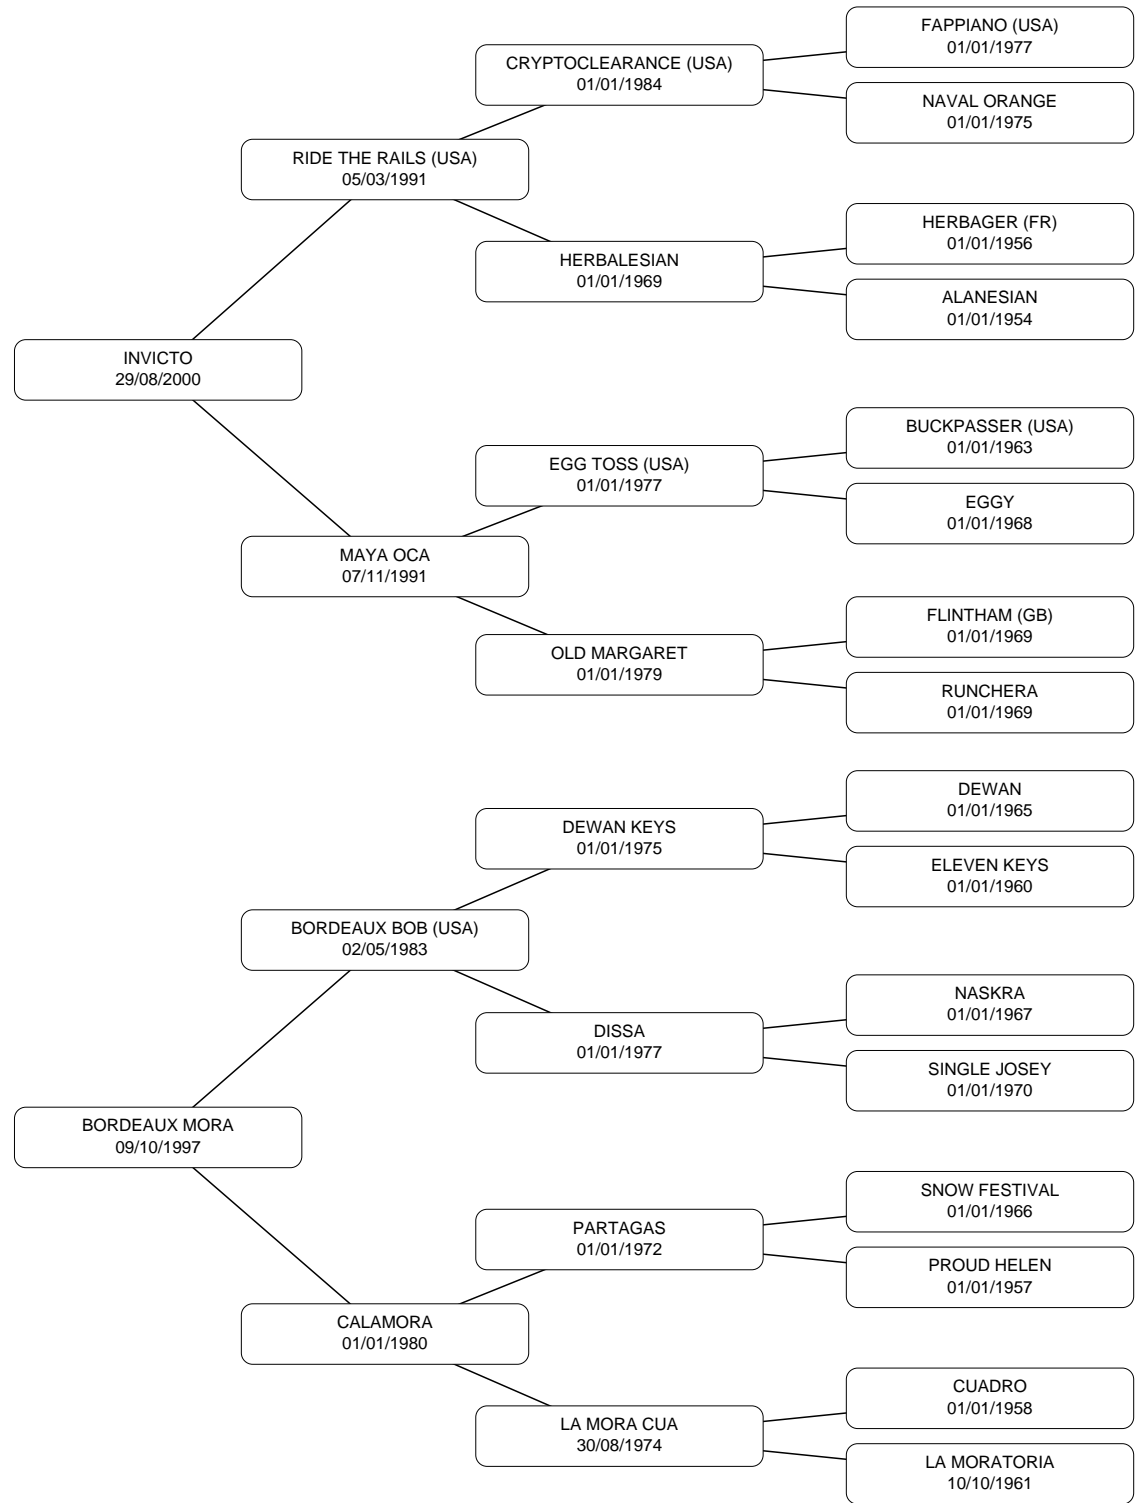 FAPPIANO (USA)
01/01/1977
CRYPTOCLEARANCE (USA)
01/01/1984
NAVAL ORANGE
01/01/1975
RIDE THE RAILS (USA)
05/03/1991
HERBAGER (FR)
01/01/1956
HERBALESIAN
01/01/1969
ALANESIAN
01/01/1954
INVICTO
29/08/2000
BUCKPASSER (USA)
01/01/1963
EGG TOSS (USA)
01/01/1977
EGGY
01/01/1968
MAYA OCA
07/11/1991
FLINTHAM (GB)
01/01/1969
OLD MARGARET
01/01/1979
RUNCHERA
01/01/1969
DEWAN
01/01/1965
DEWAN KEYS
01/01/1975
ELEVEN KEYS
01/01/1960
BORDEAUX BOB (USA)
02/05/1983
NASKRA
01/01/1967
DISSA
01/01/1977
SINGLE JOSEY
01/01/1970
BORDEAUX MORA
09/10/1997
SNOW FESTIVAL
01/01/1966
PARTAGAS
01/01/1972
PROUD HELEN
01/01/1957
CALAMORA
01/01/1980
CUADRO
01/01/1958
LA MORA CUA
30/08/1974
LA MORATORIA
10/10/1961